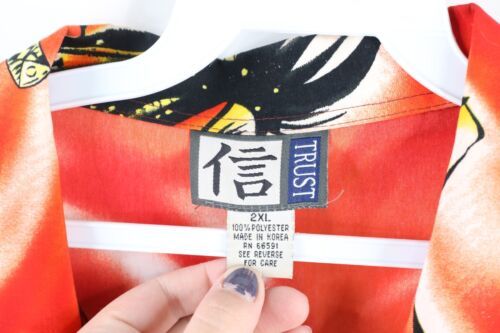 信
TRUST
2XL
100% POLYESTER
MADE IN KOREA
RN 66591
SEE REVERSE
FOR CARE